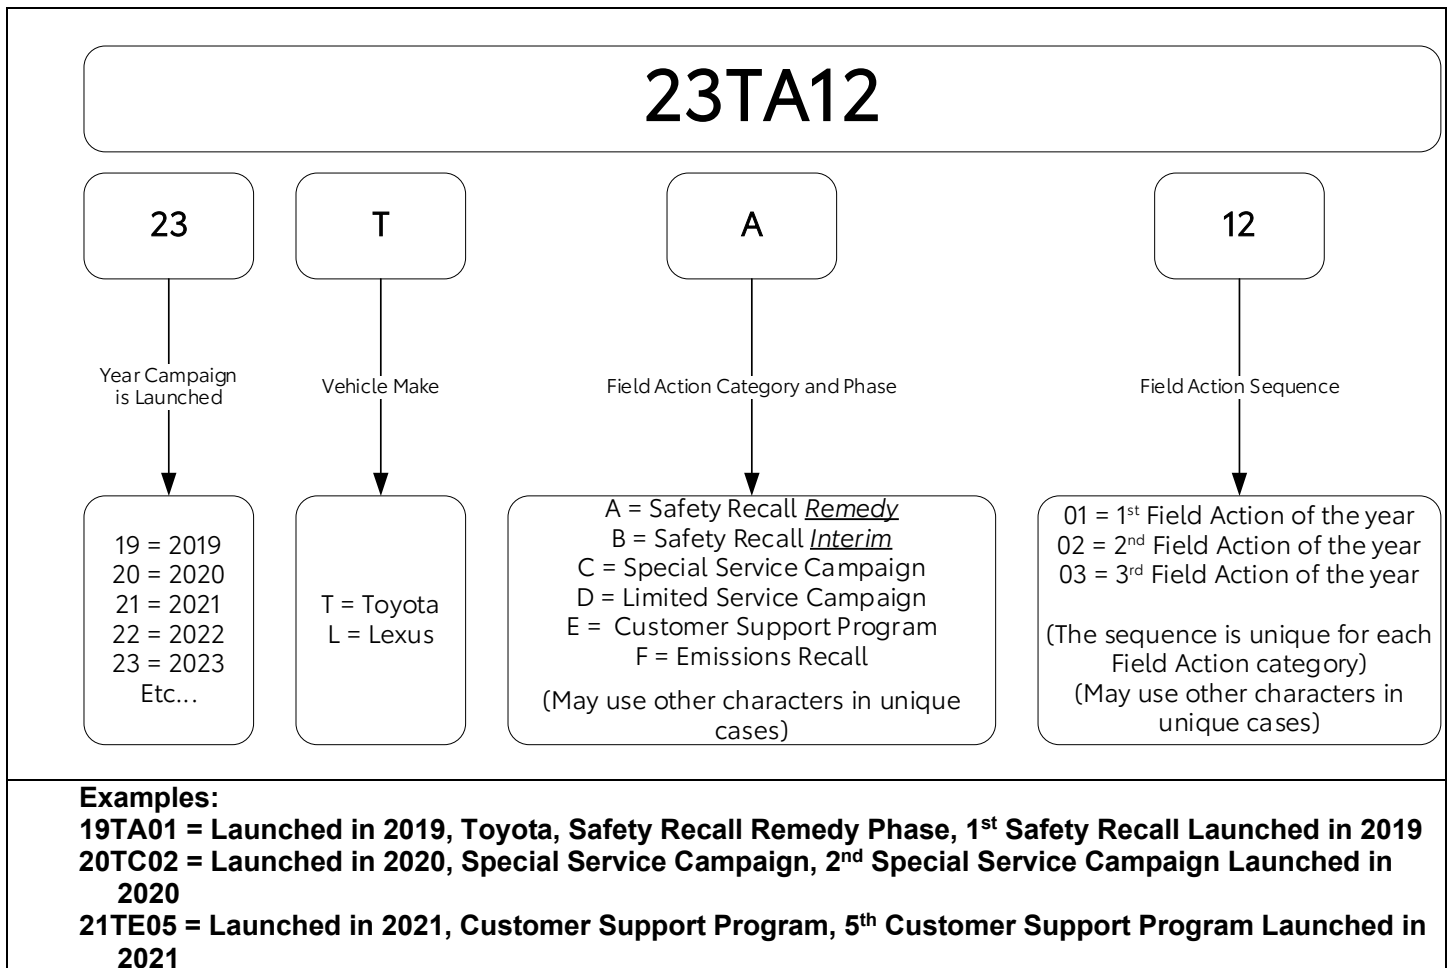 23TA12
23
T
A
12
Year Campaign
is Launched
Vehicle Make
Field Action Category and Phase
Field Action Sequence
19 = 2019
20 = 2020
21 = 2021
22 = 2022
23 = 2023
Etc...
T = Toyota
L = Lexus
A = Safety Recall Remedy
B = Safety Recall Interim
C = Special Service Campaign
D = Limited Service Campaign
E =  Customer Support Program
F = Emissions Recall
(May use other characters in unique
cases)
01 = 1st Field Action of the year
02 = 2nd Field Action of the year
03 = 3rd Field Action of the year
(The sequence is unique for each
Field Action category)
(May use other characters in
unique cases)
Examples:
19TA01 = Launched in 2019, Toyota, Safety Recall Remedy Phase, 1st Safety Recall Launched in 2019
20TC02 = Launched in 2020, Special Service Campaign, 2nd Special Service Campaign Launched in
2020
21TE05 = Launched in 2021, Customer Support Program, 5th Customer Support Program Launched in
2021